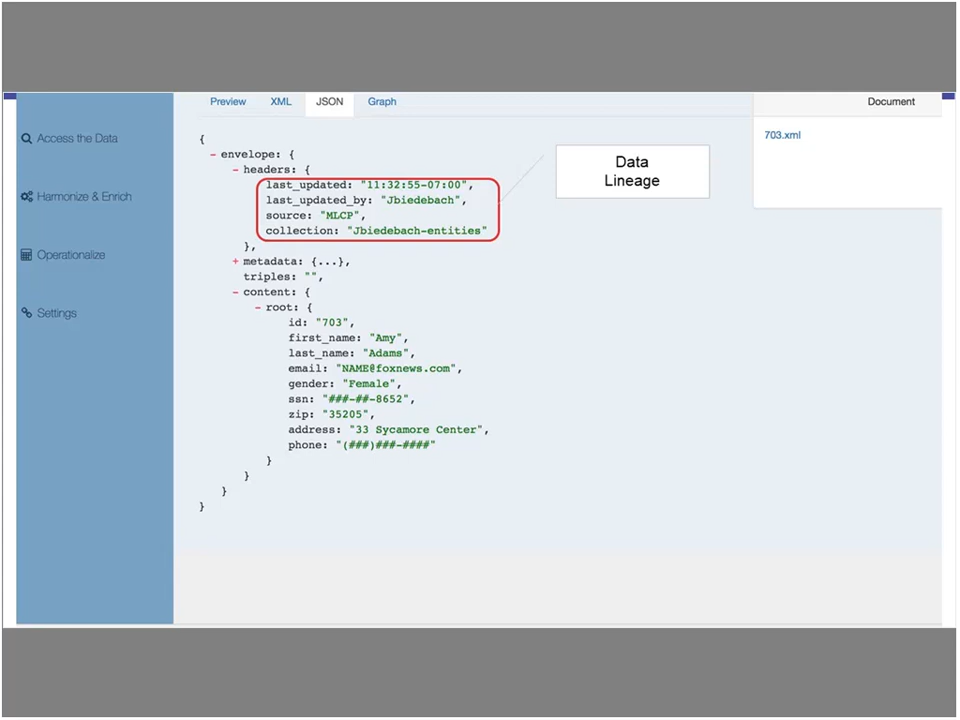 Preview XML JSON Graph
Document
Access the Data
Harmonize & Enrich
Operationalize
Settings
703.xml
Data
Lineage
{
- envelope: {
- headers: {
last_updated: "11:32:55-07:00",
last_updated_by: "Jbiedebach",
source: "MLCP",
collection: "Jbiedebach-entities"
},
+ metadata: {...},
triples: "",
- content: {
- root: {
id: "703",
first_name: "Amy",
last_name: "Adams",
email: "NAME@foxnews.com",
gender: "Female",
ssn: "###-##-8652",
zip: "35205",
address: "33 Sycamore Center",
phone: "(###)###-####"
}
}
}
}